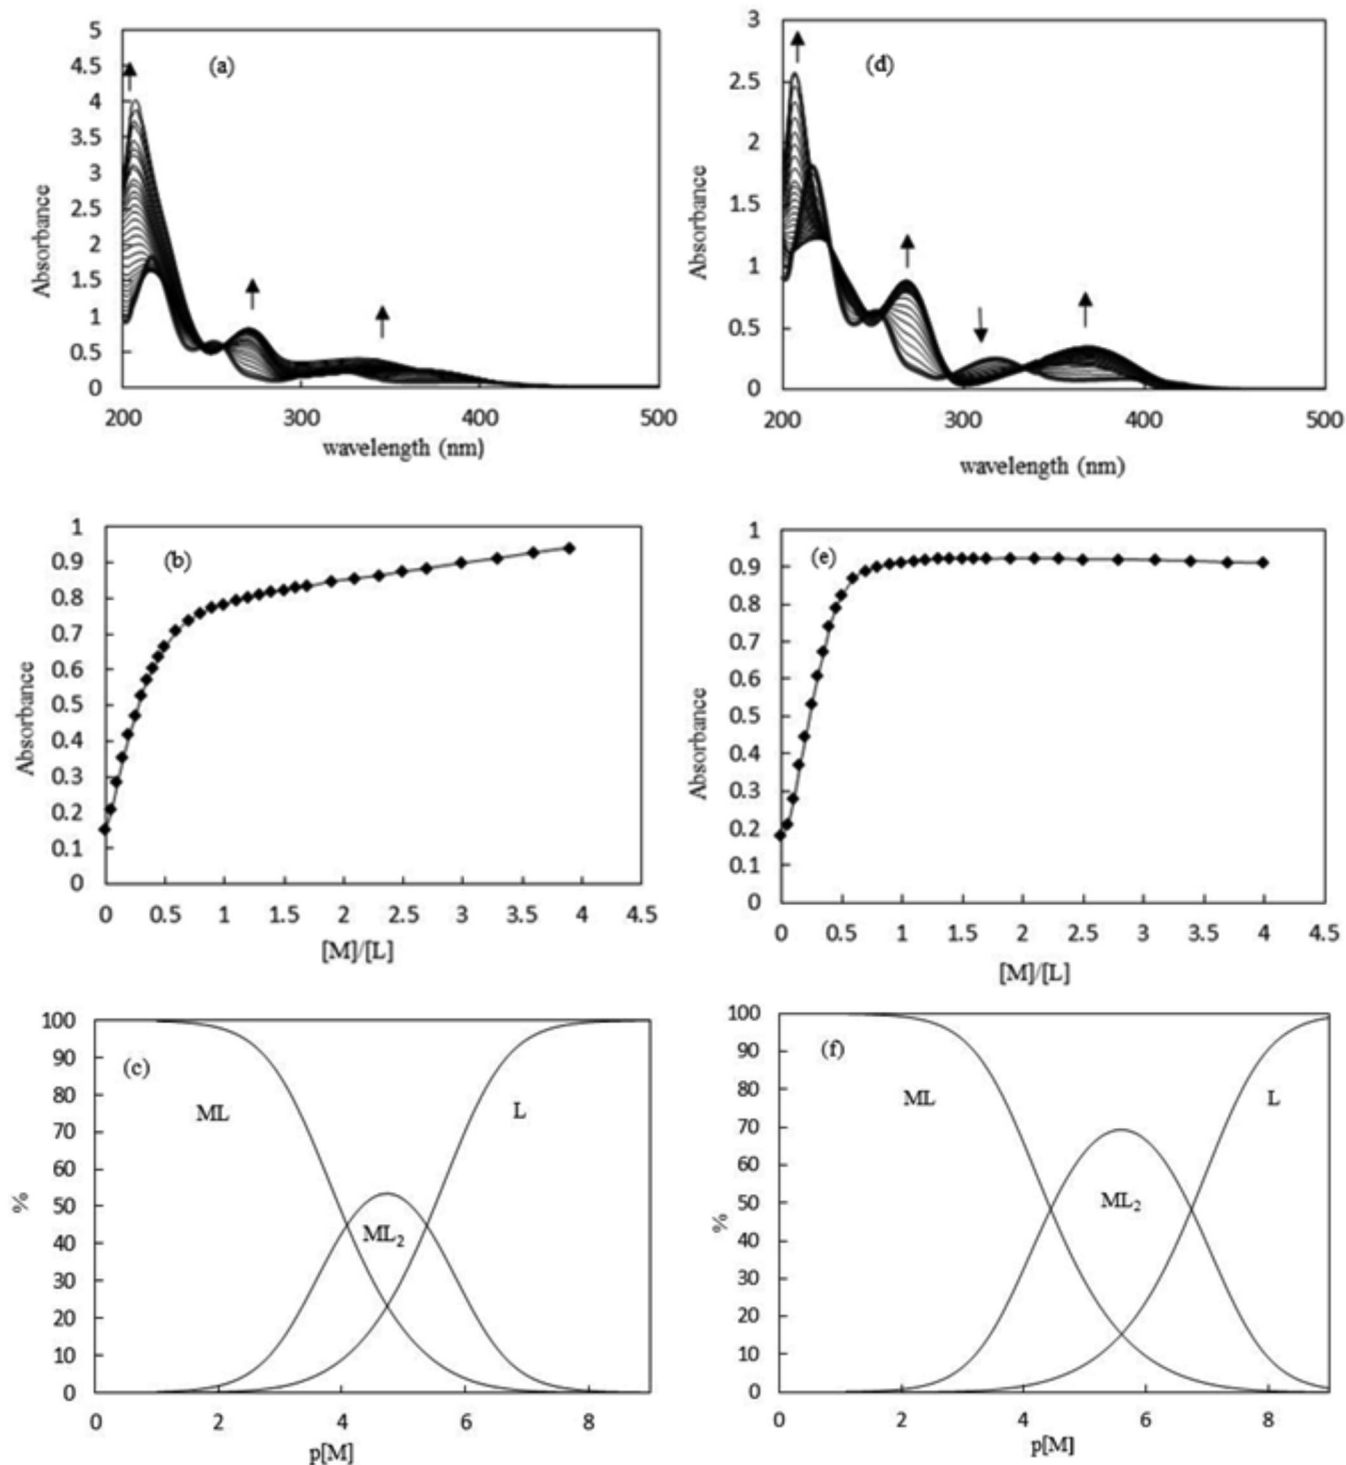 (a)
5
4.5
4
3.5
3
2.5
2
1.5
1
0.5
0
Absorbance
200 300 400 500
wavelength (nm)
(d)
3
2.5
2
1.5
1
0.5
0
Absorbance
200 300 400 500
wavelength (nm)
(b)
1
0.9
0.8
0.7
0.6
0.5
0.4
0.3
0.2
0.1
0
Absorbance
0 0.5 1 1.5 2 2.5 3 3.5 4 4.5
[M]/[L]
(e)
1
0.9
0.8
0.7
0.6
0.5
0.4
0.3
0.2
0.1
0
Absorbance
0 0.5 1 1.5 2 2.5 3 3.5 4 4.5
[M]/[L]
(c)
100
90
80
70
60
50
40
30
20
10
0
%
ML
L
ML₂
0 2 4 6 8
p[M]
(f)
100
90
80
70
60
50
40
30
20
10
0
%
ML
L
ML₂
0 2 4 6 8
p[M]